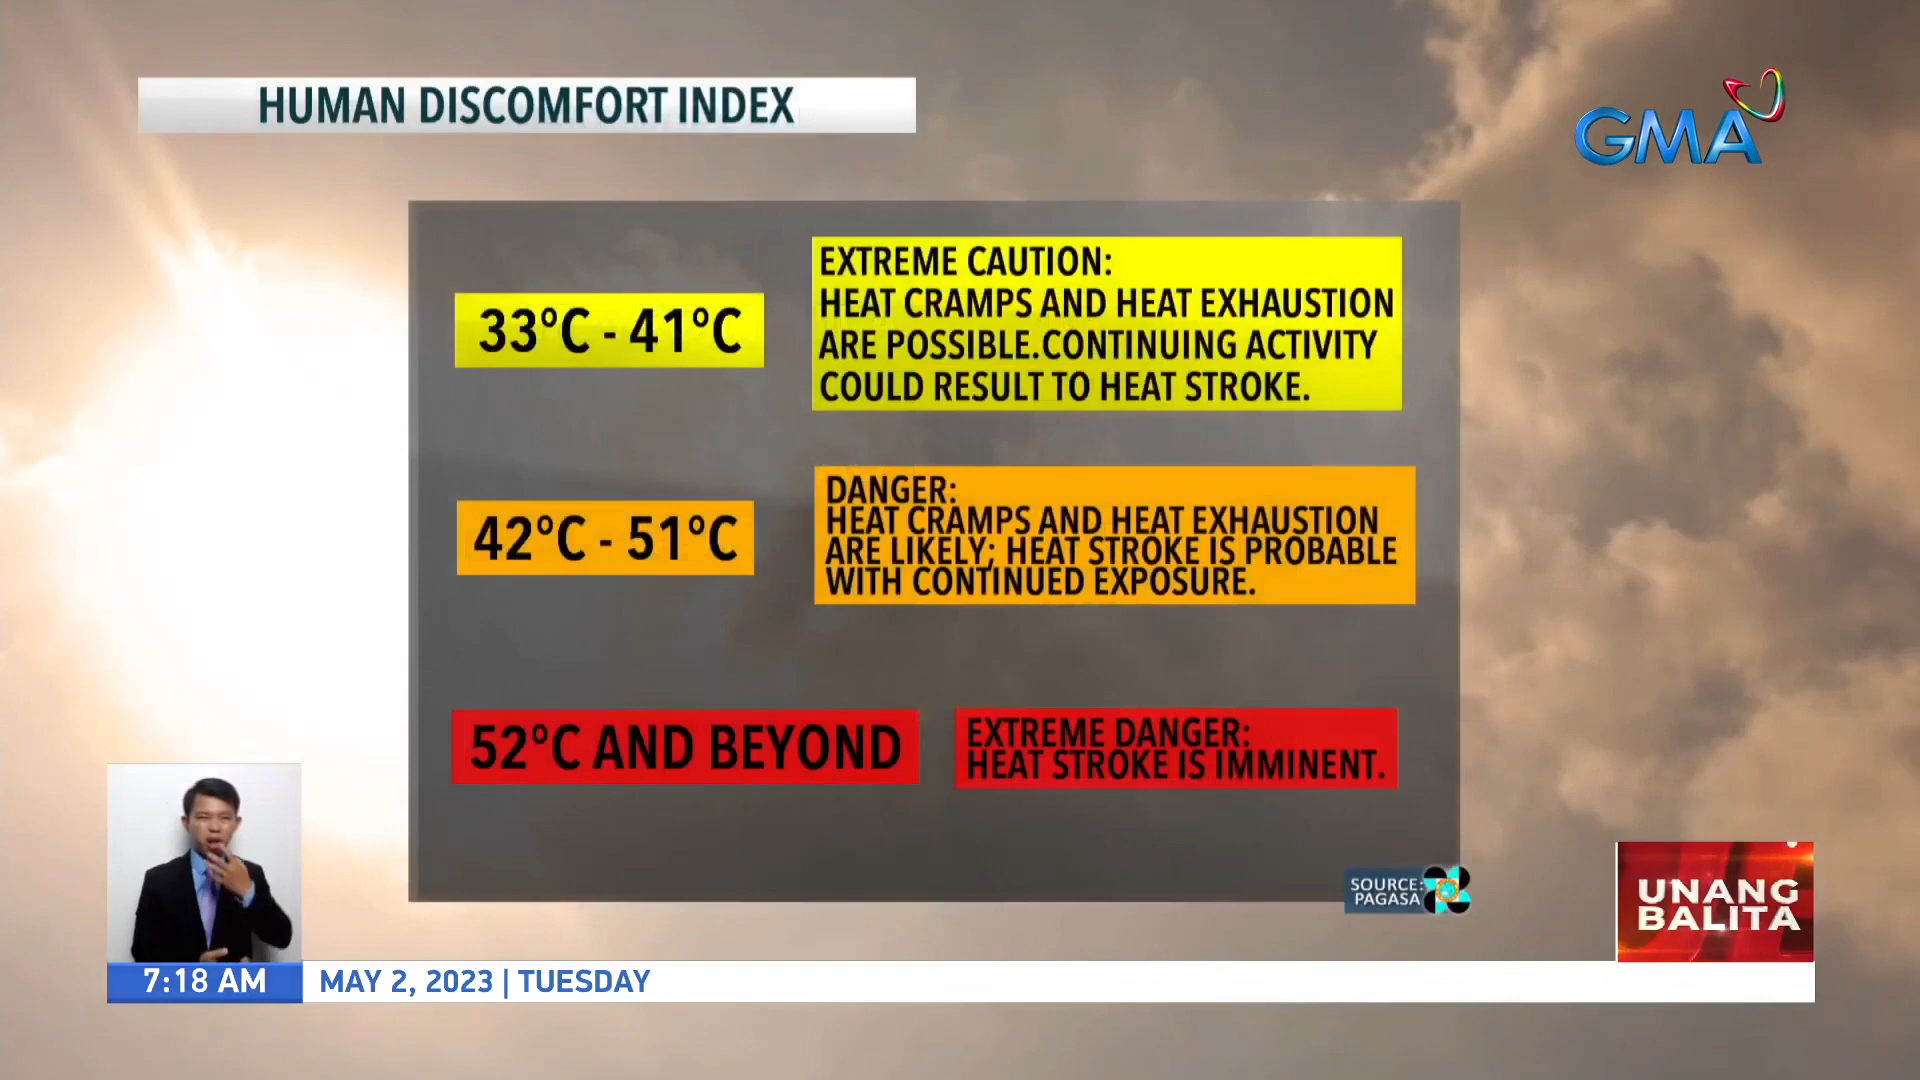 HUMAN DISCOMFORT INDEX
GMA
33°C - 41°C
EXTREME CAUTION:
HEAT CRAMPS AND HEAT EXHAUSTION
ARE POSSIBLE.CONTINUING ACTIVITY
COULD RESULT TO HEAT STROKE.
42°C - 51°C
DANGER:
HEAT CRAMPS AND HEAT EXHAUSTION
ARE LIKELY; HEAT STROKE IS PROBABLE
WITH CONTINUED EXPOSURE.
52°C AND BEYOND
EXTREME DANGER:
HEAT STROKE IS IMMINENT.
SOURCE:
PAGASA
UNANG
BALITA
7:18 AM
MAY 2, 2023 | TUESDAY